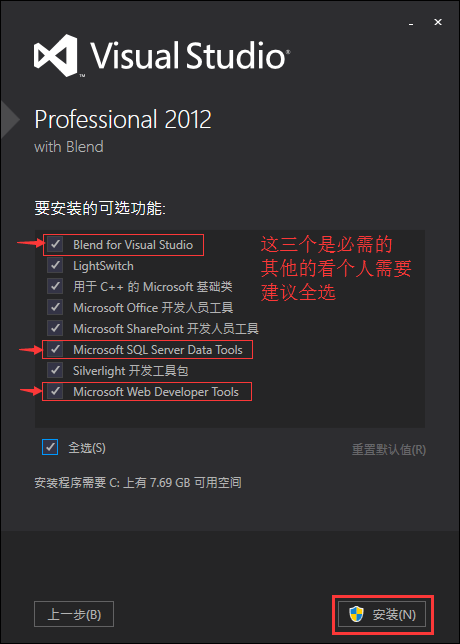 Visual Studio
Professional 2012
with Blend
要安装的可选功能:
Blend for Visual Studio
LightSwitch
用于 C++ 的 Microsoft 基础类
Microsoft Office 开发人员工具
Microsoft SharePoint 开发人员工具
Microsoft SQL Server Data Tools
Silverlight 开发工具包
Microsoft Web Developer Tools
这三个是必需的
其他的看个人需要
建议全选
全选(S)
重置默认值(R)
安装程序需要 C: 上有 7.69 GB 可用空间
上一步(B)
安装(N)